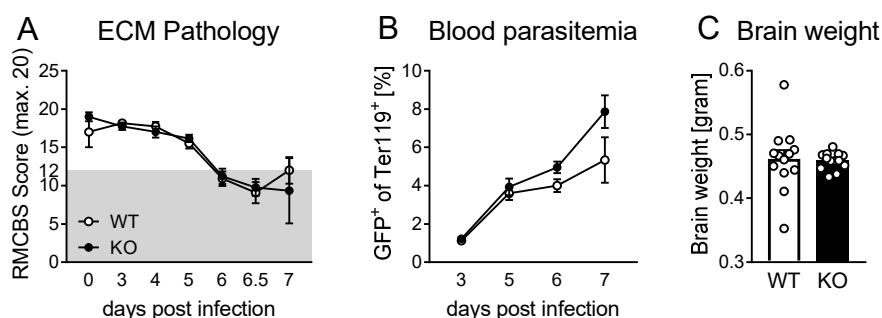 A ECM Pathology
RMCBS Score (max. 20)
25
20
15
12
10
5
0
WT
KO
0 3 4 5 6 6.5 7
days post infection
B Blood parasitemia
GFP⁺ of Ter119⁺ [%]
10
8
6
4
2
0
3 5 6 7
days post infection
C Brain weight
Brain weight [gram]
0.6
0.5
0.4
0.3
WT KO